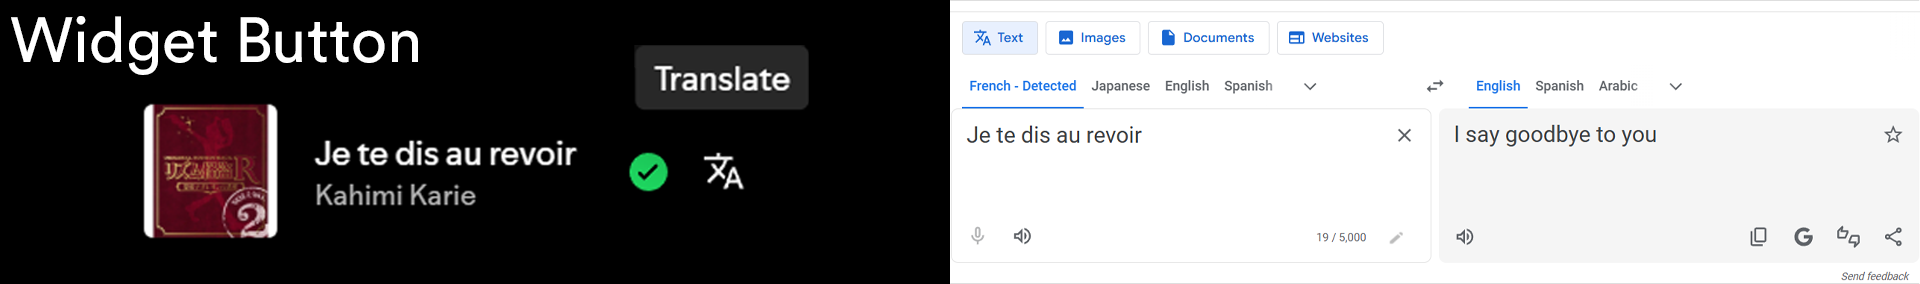 Widget Button
Translate
Je te dis au revoir
Kahimi Karie
2
Text
Images
Documents
Websites
French - Detected
Japanese
English
Spanish
English
Spanish
Arabic
Je te dis au revoir
I say goodbye to you
19 / 5,000
Send feedback